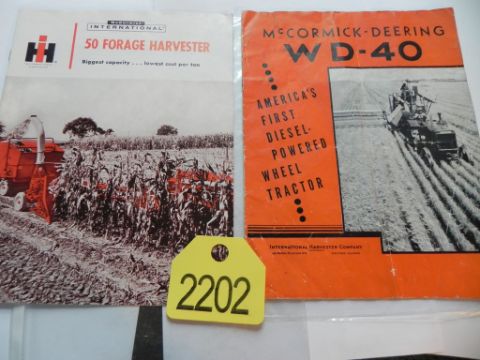 McCORMICK
INTERNATIONAL
IH
50 FORAGE HARVESTER
Biggest capacity . . . lowest cost per ton
McCORMICK-DEERING
WD-40
AMERICA'S
FIRST
DIESEL-
POWERED
WHEEL
TRACTOR
INTERNATIONAL HARVESTER COMPANY
2202